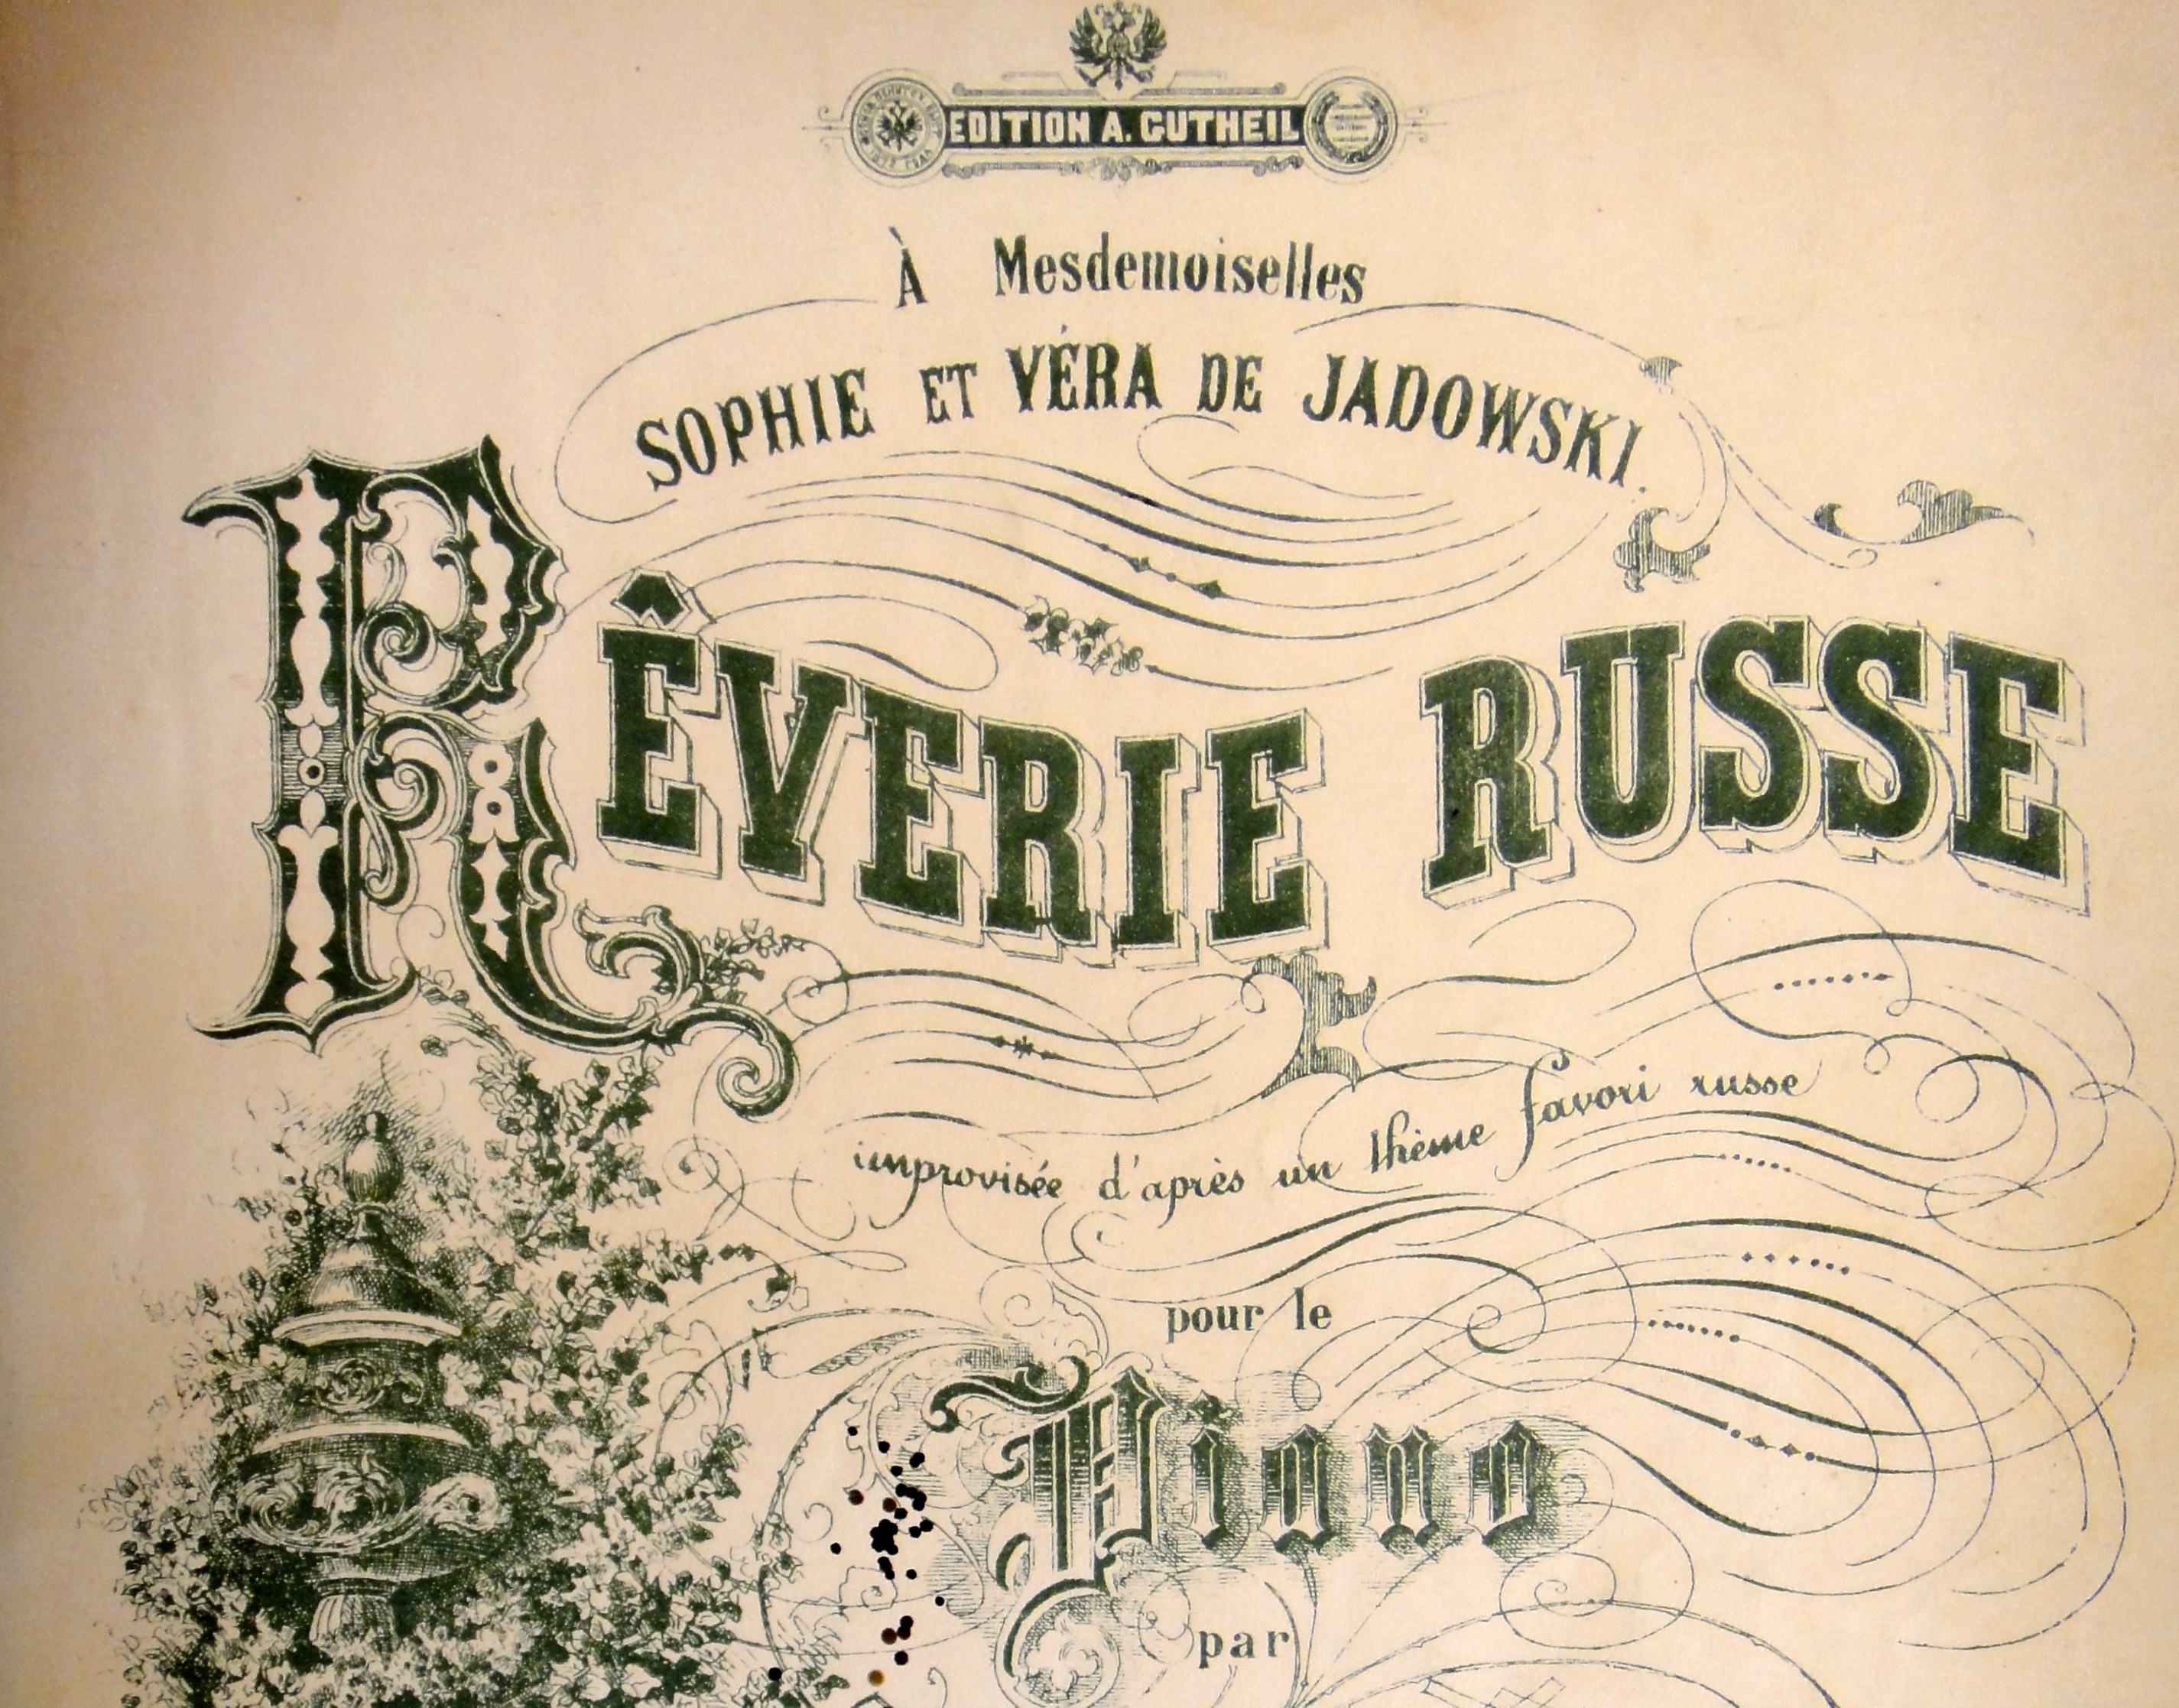 EDITION A. GUTHEIL
À Mesdemoiselles
SOPHIE ET VÉRA DE JADOWSKI.
RÊVERIE RUSSE
improvisée d'après un thème favori russe
pour le
Piano
par